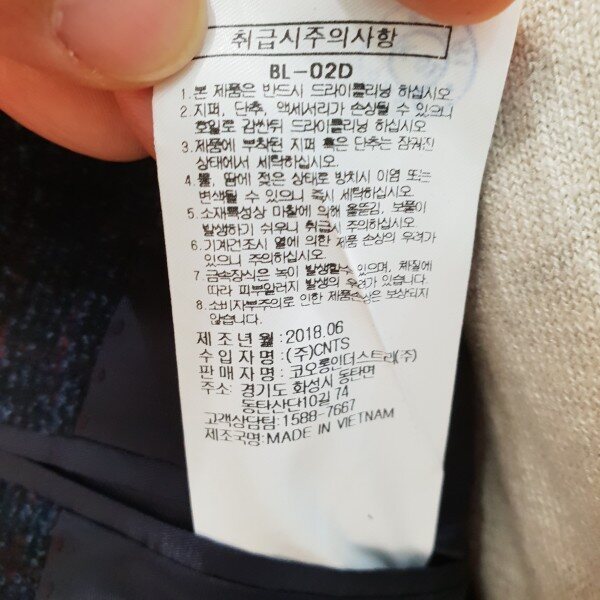 취급시주의사항
BL-02D
1. 본 제품은 반드시 드라이클리닝 하십시오
2. 지퍼, 단추, 액세서리가 손상될 수 있으니
호일로 감싼뒤 드라이클리닝 하십시오
3. 제품에 부착된 지퍼 혹은 단추는 잠궈진
상태에서 세탁하십시오.
4. 물, 땀에 젖은 상태로 방치시 이염 또는
변색될 수 있으니 즉시 세탁하십시오.
5. 소재특성상 마찰에 의해 올뜯김, 보풀이
발생하기 쉬우니 취급시 주의하십시오
6. 기계건조시 열에 의한 제품 손상의 우려가
있으니 주의하십시오.
7. 금속장식은 녹이 발생할수 있으며, 체질에
따라 피부알러지 발생의 우려가 있습니다.
8. 소비자부주의로 인한 제품손상은 보상되지
않습니다.
제조년월:2018.06
수입자명:(주)CNTS
판매자명:코오롱인더스트리(주)
주소: 경기도 화성시 동탄면
동탄산단10길 74
고객상담팀:1588-7667
제조국명:MADE IN VIETNAM